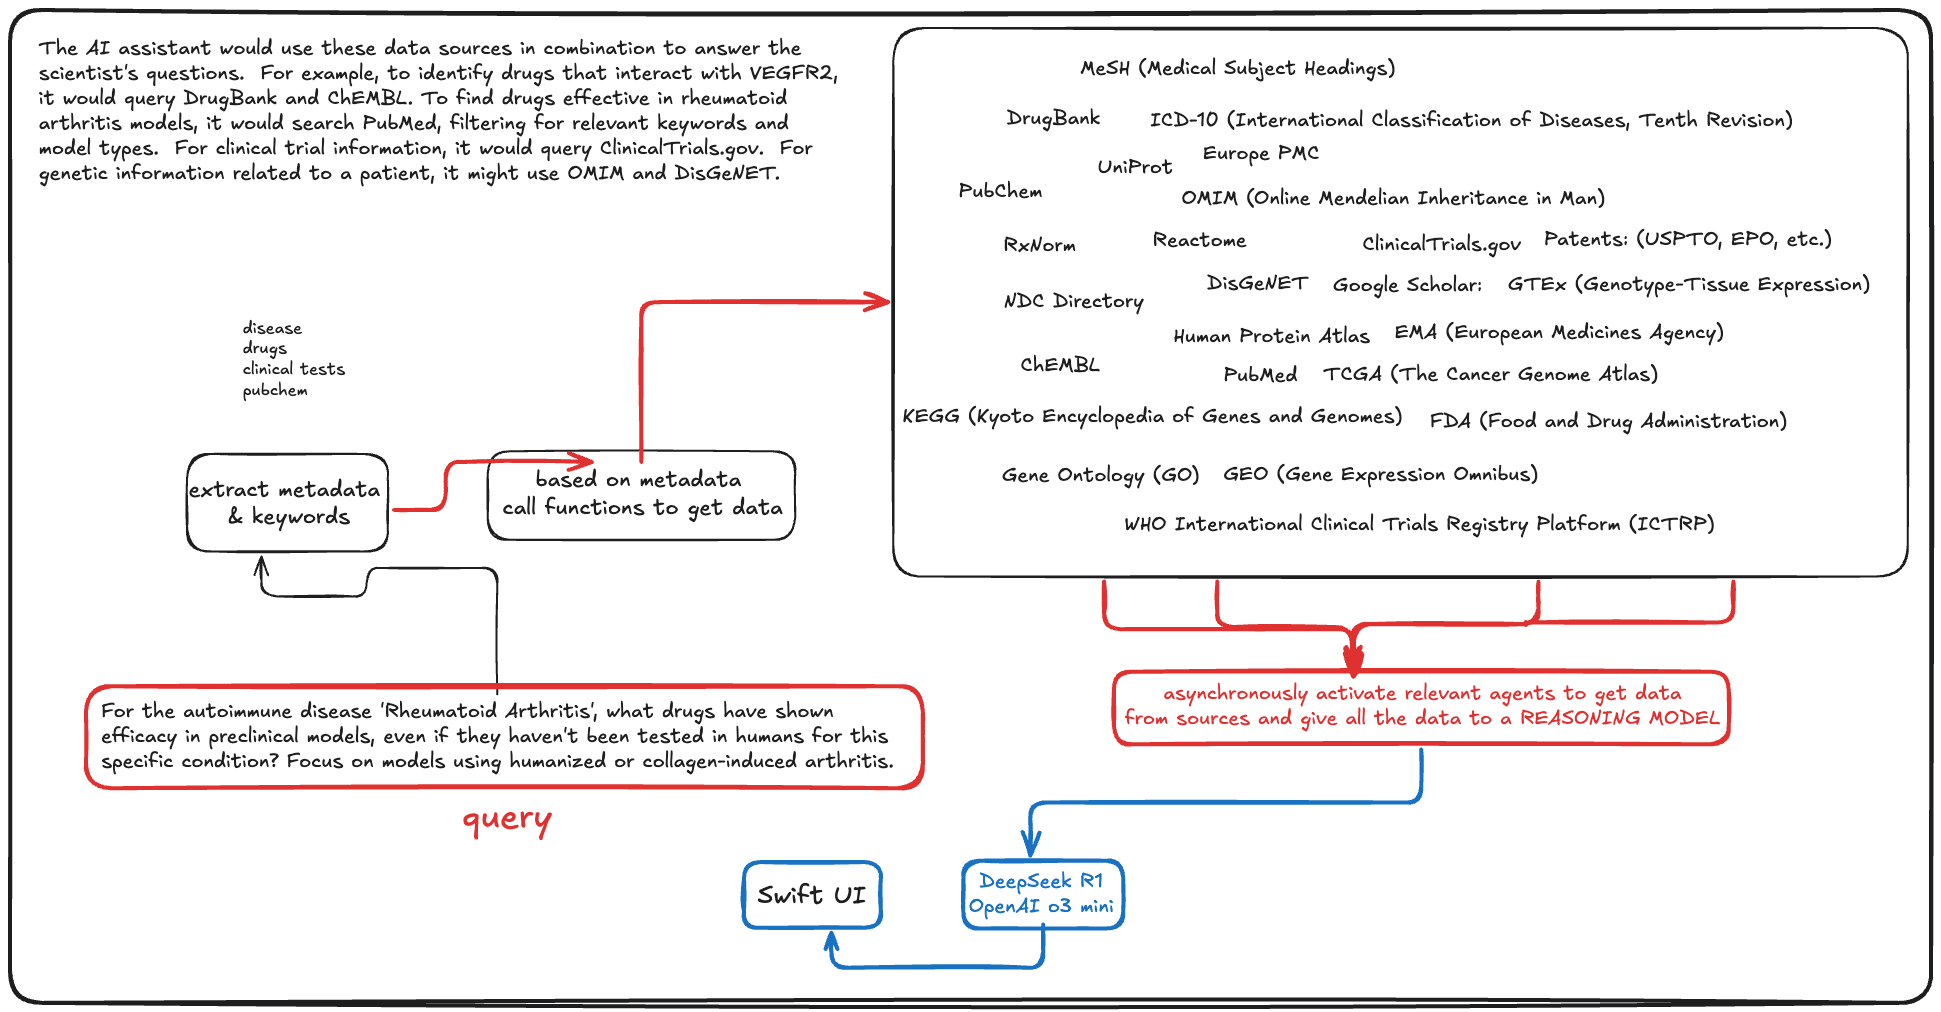 The AI assistant would use these data sources in combination to answer the
scientist's questions.  For example, to identify drugs that interact with VEGFR2,
it would query DrugBank and ChEMBL. To find drugs effective in rheumatoid
arthritis models, it would search PubMed, filtering for relevant keywords and
model types.  For clinical trial information, it would query ClinicalTrials.gov.  For
genetic information related to a patient, it might use OMIM and DisGeNET.
MeSH (Medical Subject Headings)
DrugBank
ICD-10 (International Classification of Diseases, Tenth Revision)
Europe PMC
UniProt
PubChem
OMIM (Online Mendelian Inheritance in Man)
RxNorm
Reactome
ClinicalTrials.gov
Patents: (USPTO, EPO, etc.)
DisGeNET
Google Scholar:
GTEx (Genotype-Tissue Expression)
NDC Directory
Human Protein Atlas
EMA (European Medicines Agency)
ChEMBL
PubMed
TCGA (The Cancer Genome Atlas)
KEGG (Kyoto Encyclopedia of Genes and Genomes)
FDA (Food and Drug Administration)
Gene Ontology (GO)
GEO (Gene Expression Omnibus)
WHO International Clinical Trials Registry Platform (ICTRP)
disease
drugs
clinical tests
pubchem
extract metadata
& keywords
based on metadata
call functions to get data
For the autoimmune disease 'Rheumatoid Arthritis', what drugs have shown
efficacy in preclinical models, even if they haven't been tested in humans for this
specific condition? Focus on models using humanized or collagen-induced arthritis.
query
asynchronously activate relevant agents to get data
from sources and give all the data to a REASONING MODEL
DeepSeek R1
OpenAI o3 mini
Swift UI